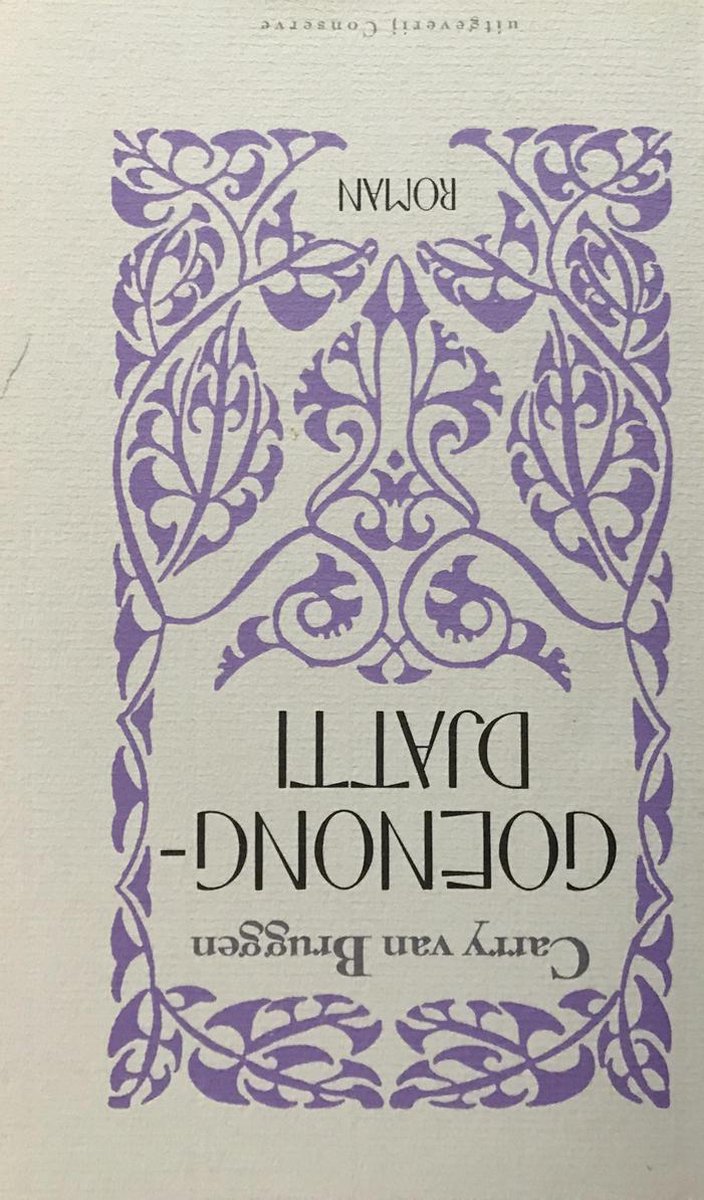 Carry van Bruggen
GOENONG-
DJATTI
ROMAN
uitgeverij Conserve